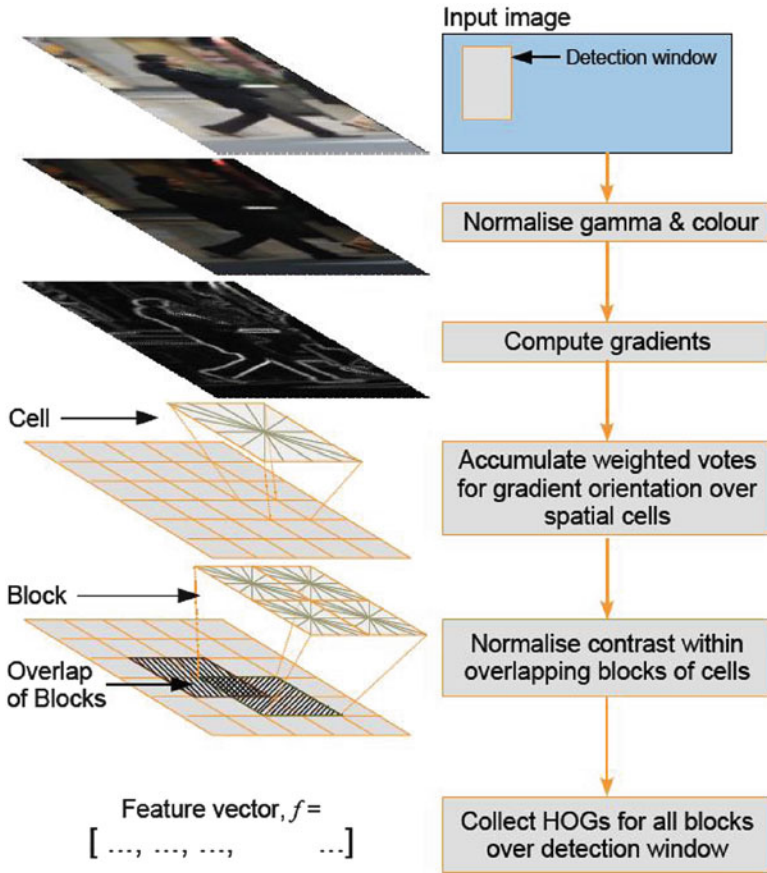 Input image
Detection window
Normalise gamma & colour
Compute gradients
Cell
Accumulate weighted votes
for gradient orientation over
spatial cells
Block
Overlap
of Blocks
Normalise contrast within
overlapping blocks of cells
Feature vector, f =
[ ..., ..., ..., ...]
Collect HOGs for all blocks
over detection window